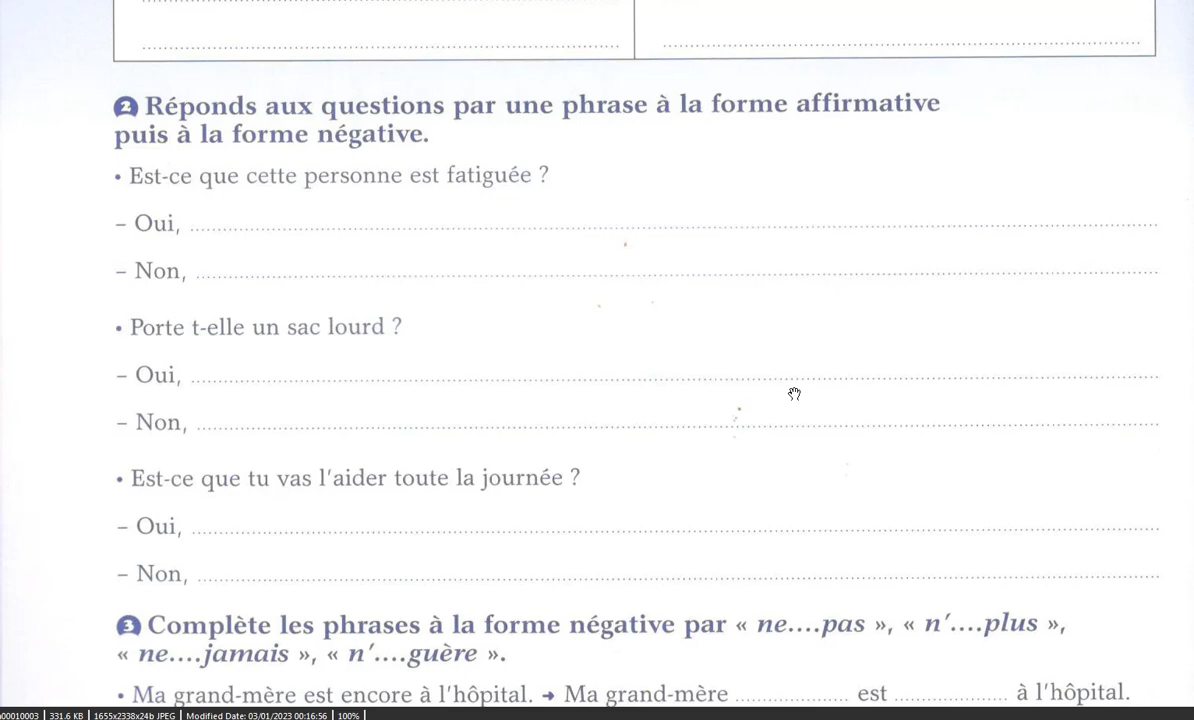 2 Réponds aux questions par une phrase à la forme affirmative
puis à la forme négative.
• Est-ce que cette personne est fatiguée ?
– Oui, ........................................
– Non, ........................................
• Porte t-elle un sac lourd ?
– Oui, ........................................
– Non, ........................................
• Est-ce que tu vas l'aider toute la journée ?
– Oui, ........................................
– Non, ........................................
3 Complète les phrases à la forme négative par « ne....pas », « n'....plus »,
« ne....jamais », « n'....guère ».
• Ma grand-mère est encore à l'hôpital. → Ma grand-mère .................. est .................. à l'hôpital.
00010003 | 331.6 KB | 1655x2338x24b JPEG | Modified Date: 03/01/2023 00:16:56 | 100% |